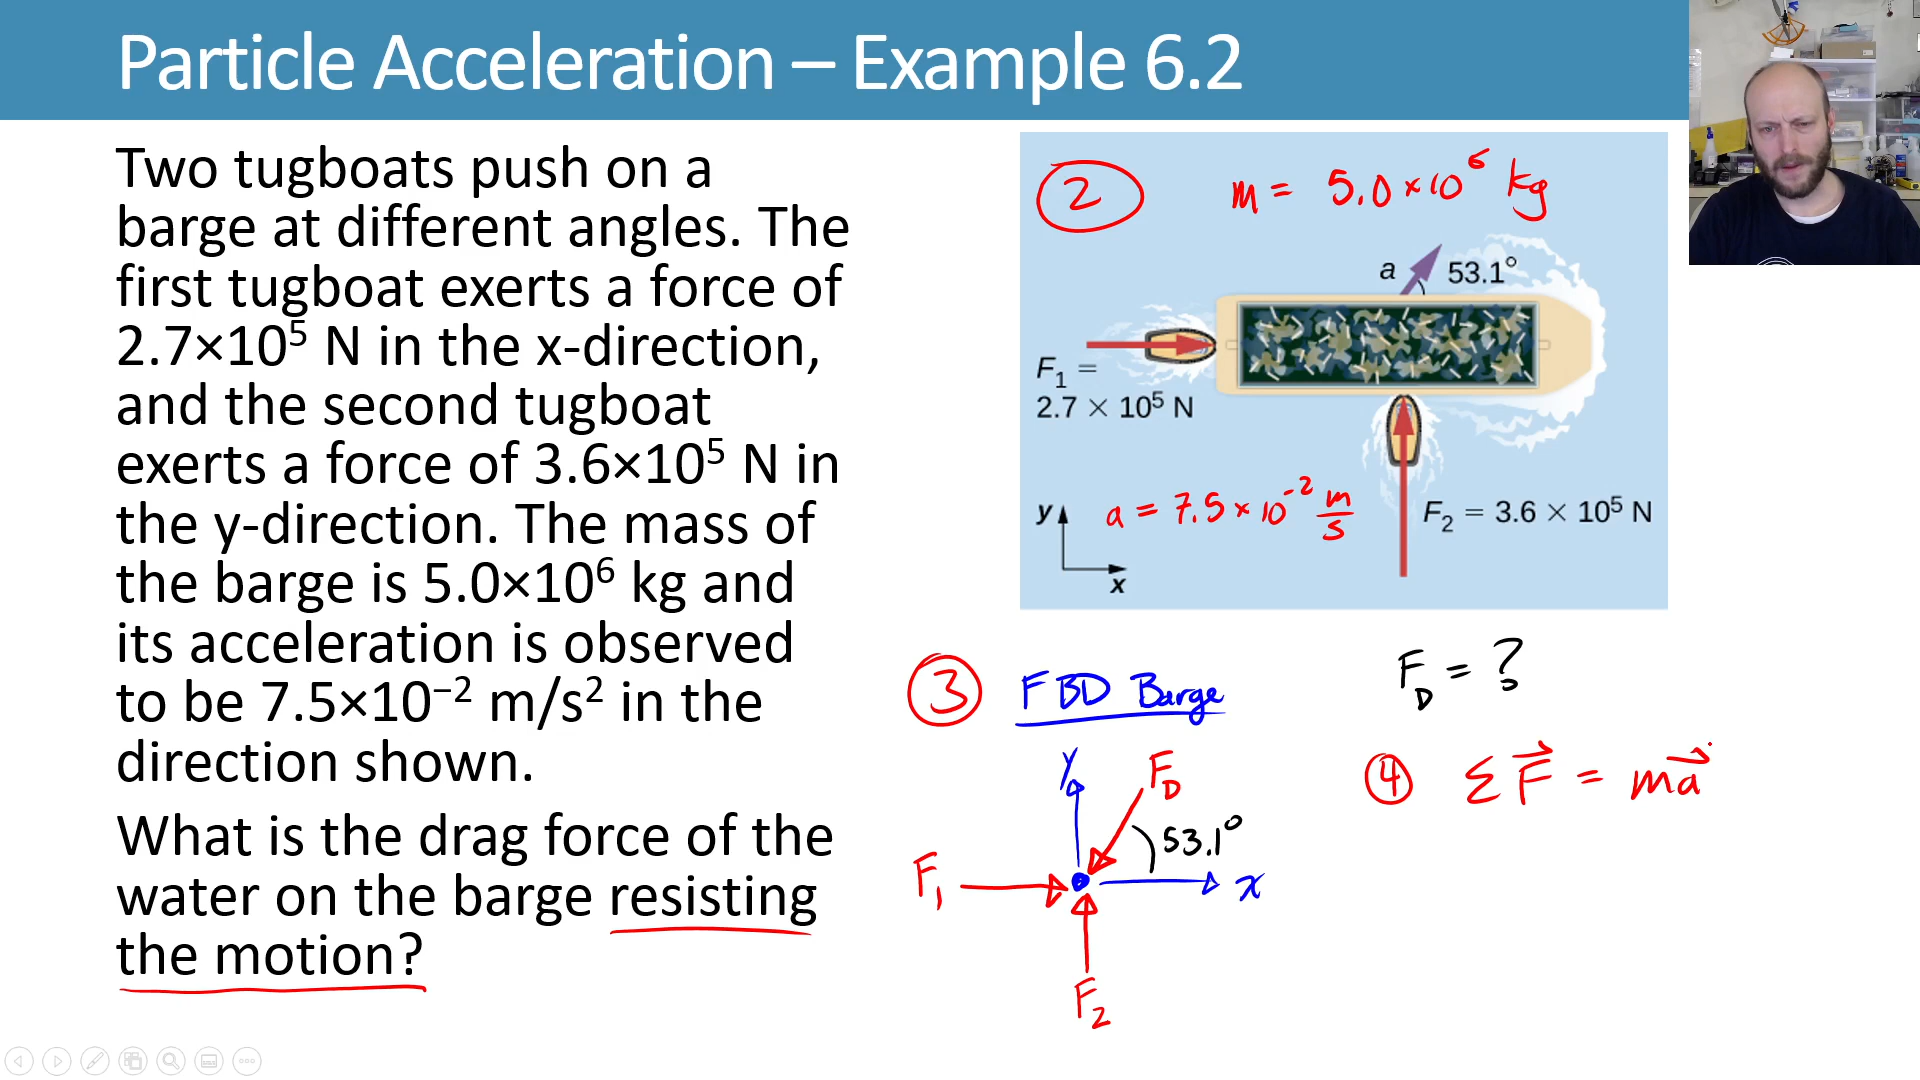 Particle Acceleration – Example 6.2
Two tugboats push on a
barge at different angles. The
first tugboat exerts a force of
2.7×10⁵ N in the x-direction,
and the second tugboat
exerts a force of 3.6×10⁵ N in
the y-direction. The mass of
the barge is 5.0×10⁶ kg and
its acceleration is observed
to be 7.5×10⁻² m/s² in the
direction shown.
What is the drag force of the
water on the barge resisting
the motion?
2
m = 5.0×10⁶ kg
a 53.1°
F₁ =
2.7 × 10⁵ N
a = 7.5×10⁻² m/s
F₂ = 3.6 × 10⁵ N
y
x
3 FBD Barge
F_D = ?
y
F_D
53.1°
F₁
x
F₂
4 ΣF⃗ = ma⃗